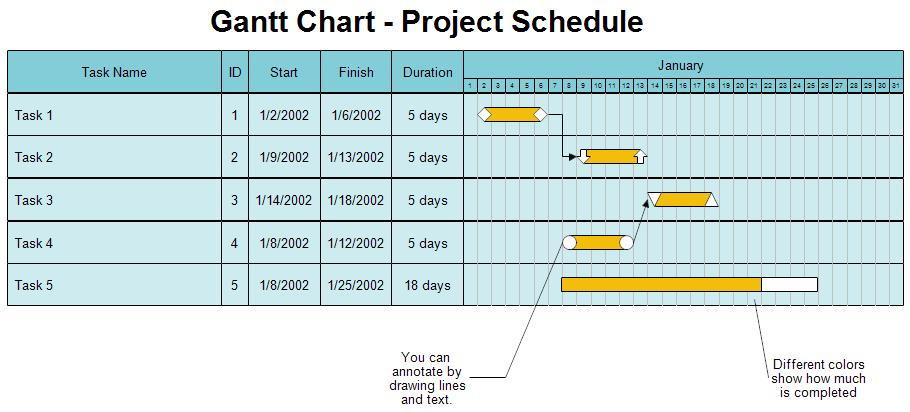 Gantt Chart - Project Schedule
Task Name ID Start Finish Duration January
1 2 3 4 5 6 7 8 9 10 11 12 13 14 15 16 17 18 19 20 21 22 23 24 25 26 27 28 29 30 31
Task 1 1 1/2/2002 1/6/2002 5 days
Task 2 2 1/9/2002 1/13/2002 5 days
Task 3 3 1/14/2002 1/18/2002 5 days
Task 4 4 1/8/2002 1/12/2002 5 days
Task 5 5 1/8/2002 1/25/2002 18 days
You can
annotate by
drawing lines
and text.
Different colors
show how much
is completed